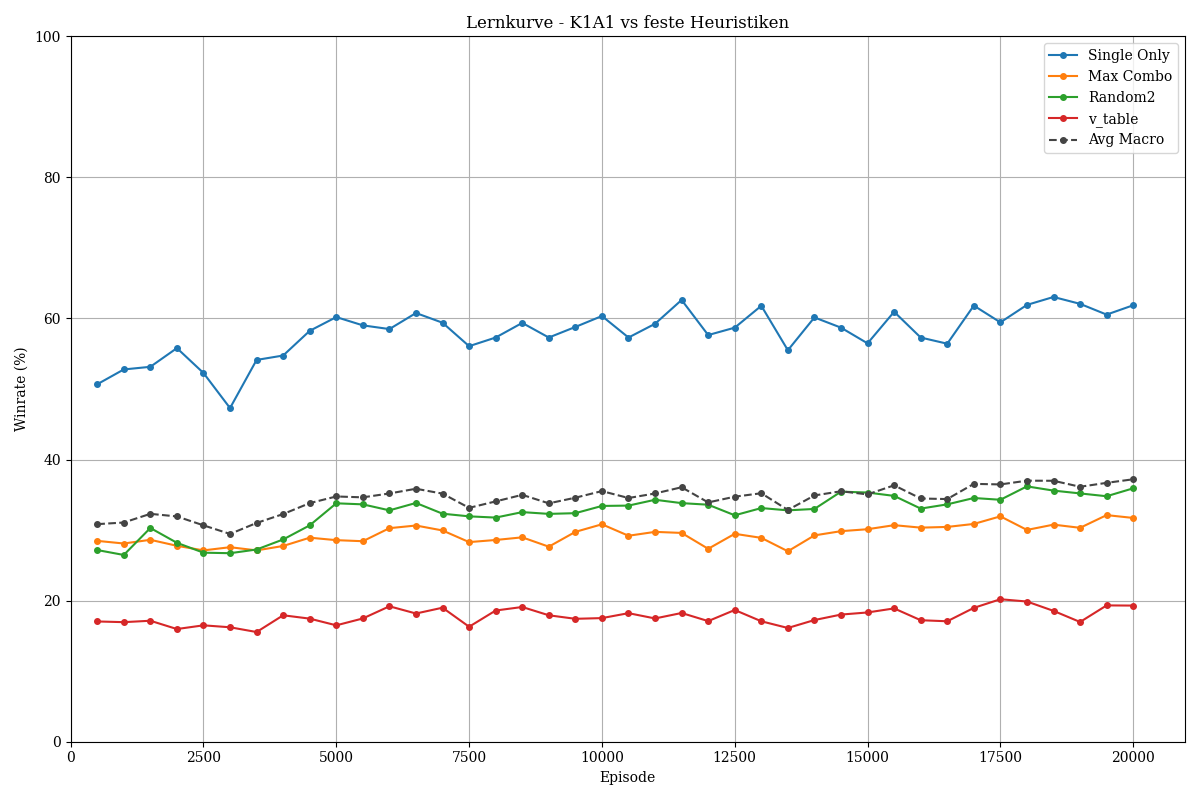 Lernkurve - K1A1 vs feste Heuristiken
100
80
60
40
20
0
Winrate (%)
Single Only
Max Combo
Random2
v_table
Avg Macro
0 2500 5000 7500 10000 12500 15000 17500 20000
Episode